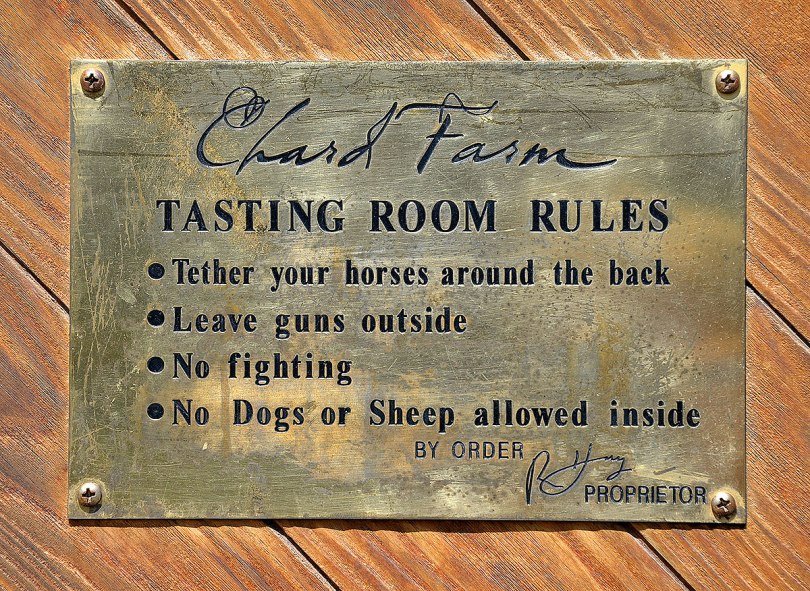 Chard Farm
TASTING ROOM RULES
• Tether your horses around the back
• Leave guns outside
• No fighting
• No Dogs or Sheep allowed inside
BY ORDER
PROPRIETOR